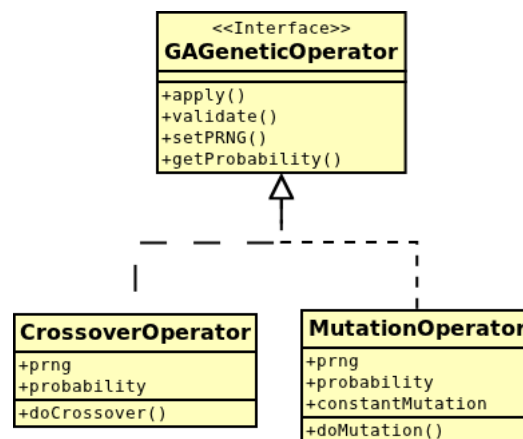 <<Interface>>
GAGeneticOperator
+apply()
+validate()
+setPRNG()
+getProbability()
CrossoverOperator
+prng
+probability
+doCrossover()
MutationOperator
+prng
+probability
+constantMutation
+doMutation()